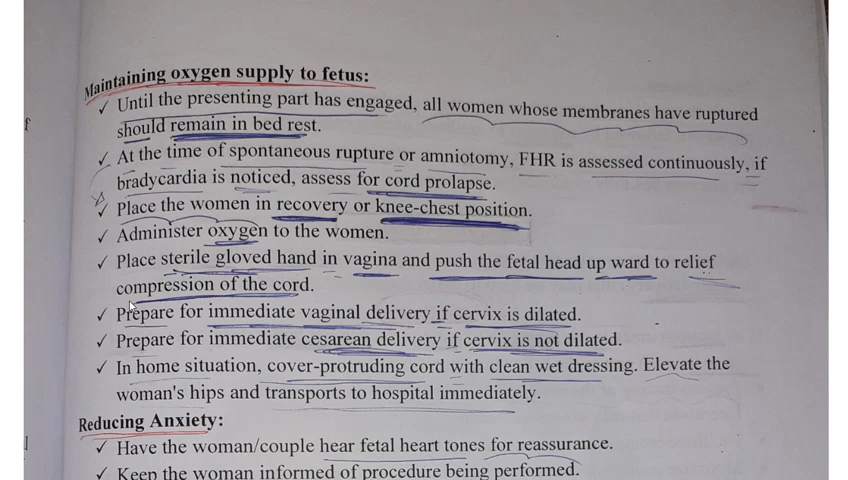 Maintaining oxygen supply to fetus:
✓ Until the presenting part has engaged, all women whose membranes have ruptured
should remain in bed rest.
✓ At the time of spontaneous rupture or amniotomy, FHR is assessed continuously, if
bradycardia is noticed, assess for cord prolapse.
✓ Place the women in recovery or knee-chest position.
✓ Administer oxygen to the women.
✓ Place sterile gloved hand in vagina and push the fetal head up ward to relief
compression of the cord.
✓ Prepare for immediate vaginal delivery if cervix is dilated.
✓ Prepare for immediate cesarean delivery if cervix is not dilated.
✓ In home situation, cover-protruding cord with clean wet dressing. Elevate the
woman's hips and transports to hospital immediately.
Reducing Anxiety:
✓ Have the woman/couple hear fetal heart tones for reassurance.
✓ Keep the woman informed of procedure being performed.